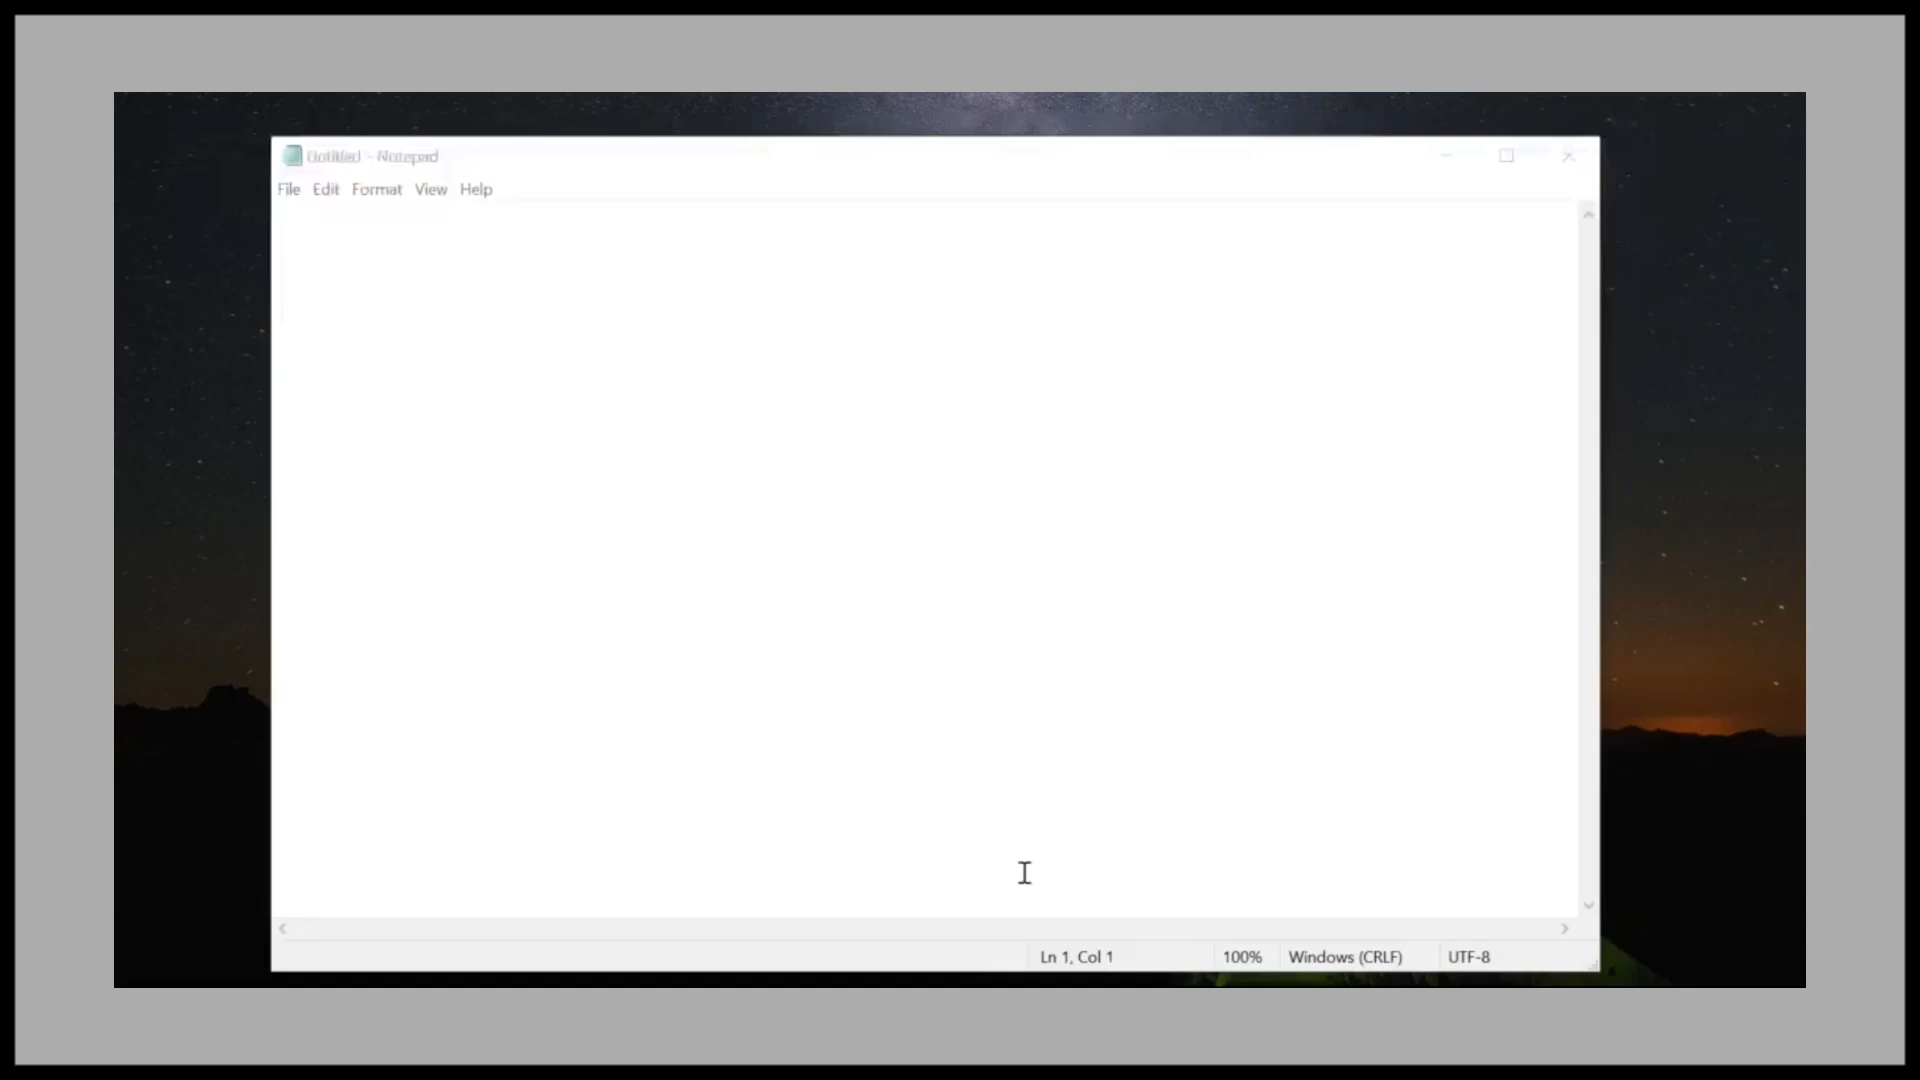 Untitled - Notepad
File Edit Format View Help
Ln 1, Col 1 100% Windows (CRLF) UTF-8